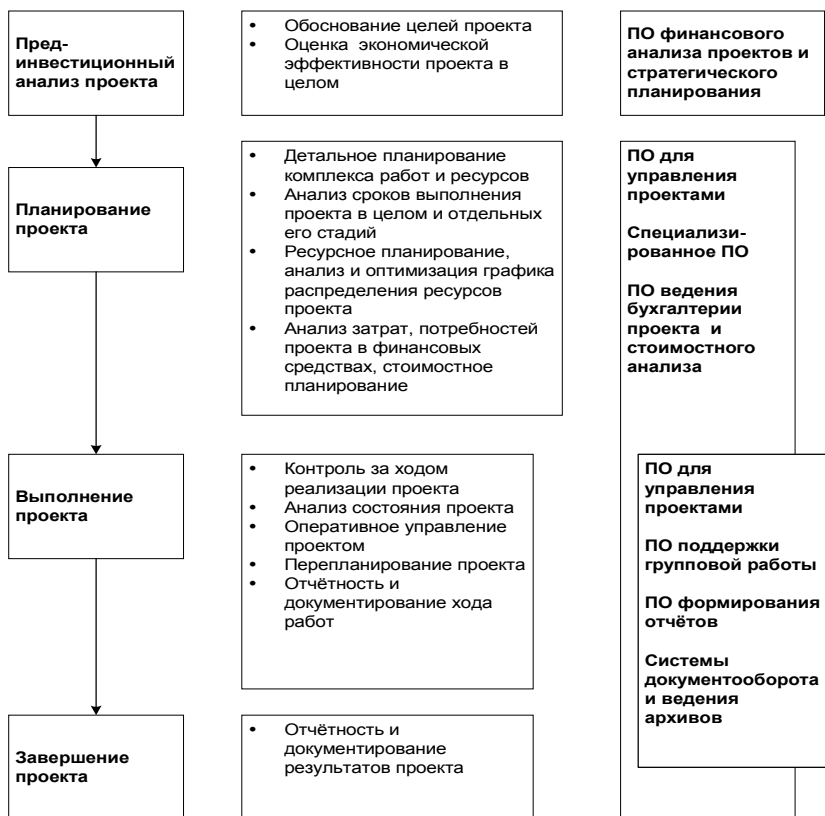 Пред-
инвестиционный
анализ проекта
• Обоснование целей проекта
• Оценка экономической
эффективности проекта в
целом
ПО финансового
анализа проектов и
стратегического
планирования
Планирование
проекта
• Детальное планирование
комплекса работ и ресурсов
• Анализ сроков выполнения
проекта в целом и отдельных
его стадий
• Ресурсное планирование,
анализ и оптимизация графика
распределения ресурсов
проекта
• Анализ затрат, потребностей
проекта в финансовых
средствах, стоимостное
планирование
ПО для
управления
проектами
Специализи-
рованное ПО
ПО ведения
бухгалтерии
проекта и
стоимостного
анализа
Выполнение
проекта
• Контроль за ходом
реализации проекта
• Анализ состояния проекта
• Оперативное управление
проектом
• Перепланирование проекта
• Отчётность и
документирование хода
работ
ПО для
управления
проектами
ПО поддержки
групповой работы
ПО формирования
отчётов
Системы
документооборота
и ведения
архивов
Завершение
проекта
• Отчётность и
документирование
результатов проекта